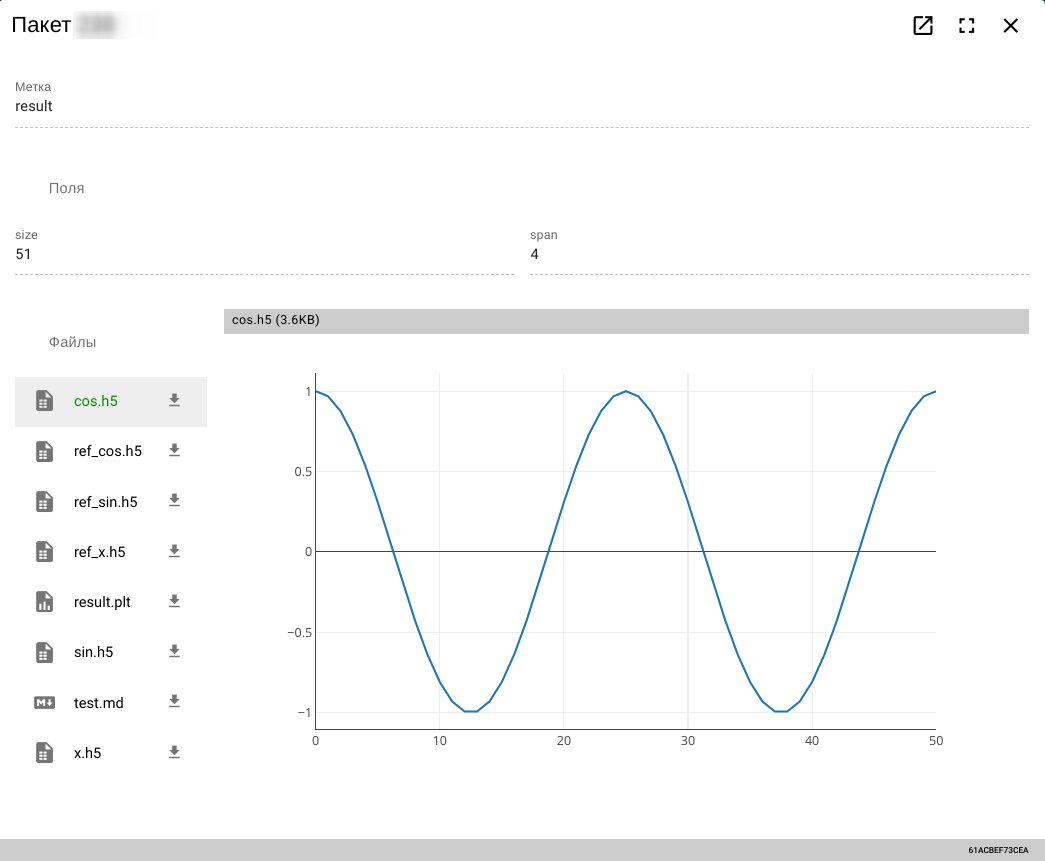 Пакет
Метка
result
Поля
size
span
51
4
Файлы
cos.h5 (3.6KB)
cos.h5
ref_cos.h5
ref_sin.h5
ref_x.h5
result.plt
sin.h5
M test.md
x.h5
1
0.5
0
−0.5
−1
0 10 20 30 40 50
61ACBEF73CEA